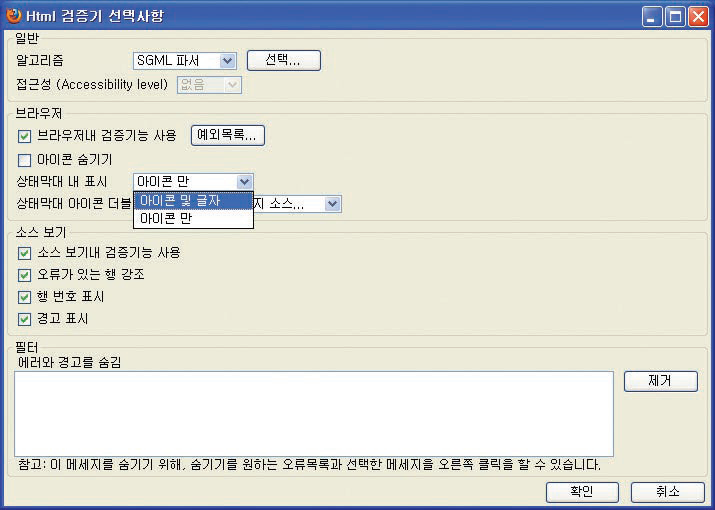 Html 검증기 선택사항
일반
알고리즘 SGML 파서 선택...
접근성 (Accessibility level) 없음
브라우저
브라우저내 검증기능 사용 예외목록...
아이콘 숨기기
상태막대 내 표시 아이콘 만
아이콘 및 글자
상태막대 아이콘 더블 지 소스...
아이콘 만
소스 보기
소스 보기내 검증기능 사용
오류가 있는 행 강조
행 번호 표시
경고 표시
필터
에러와 경고를 숨김
제거
참고: 이 메세지를 숨기기 위해, 숨기기를 원하는 오류목록과 선택한 메세지을 오른쪽 클릭을 할 수 있습니다.
확인 취소